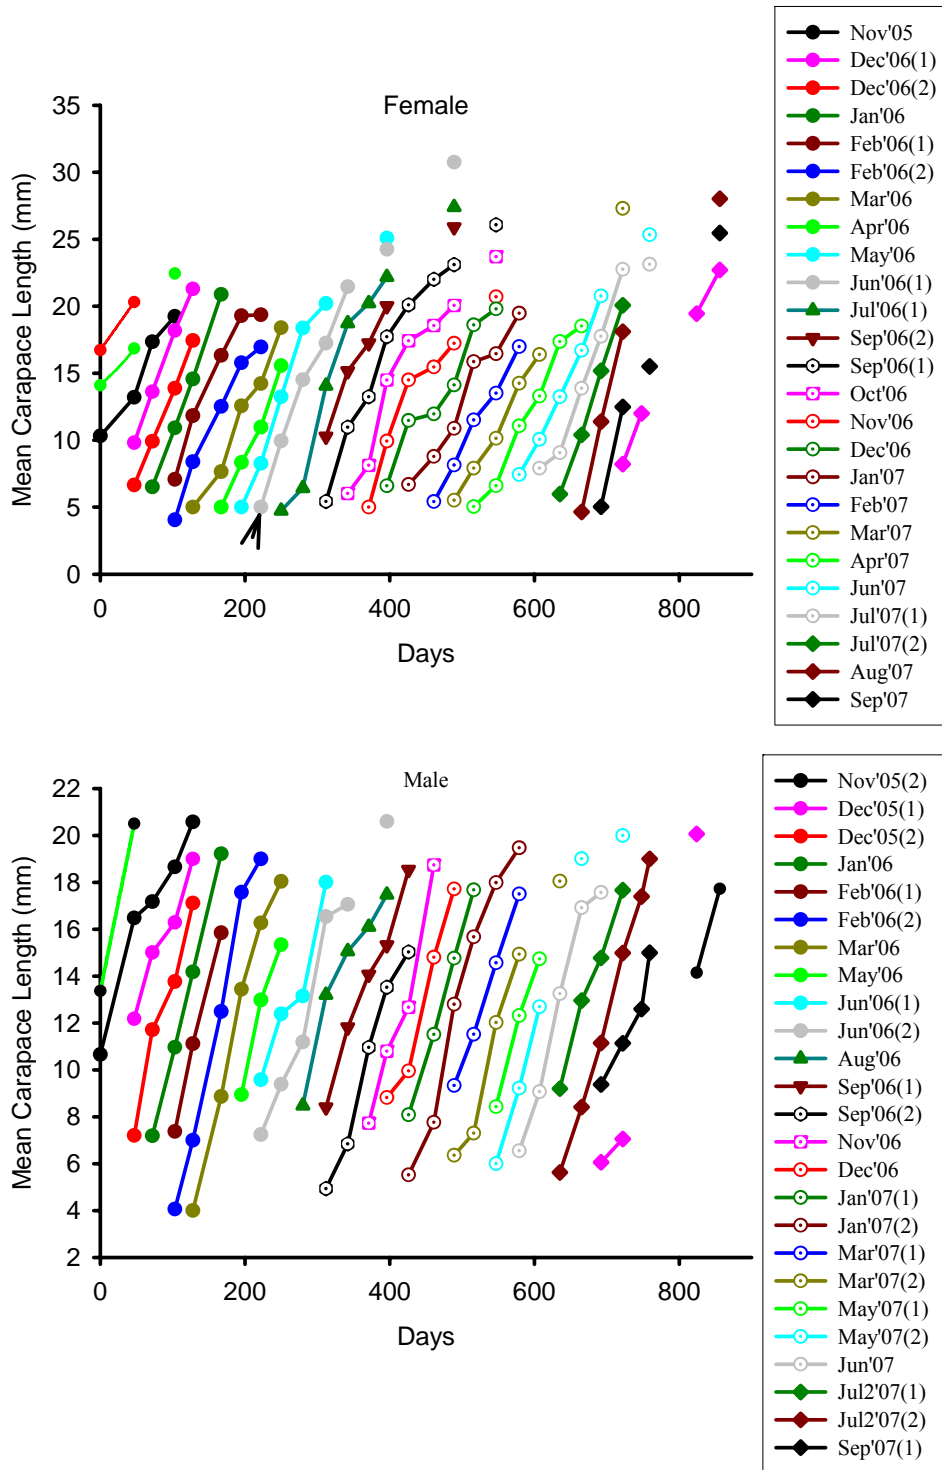 Female
Mean Carapace Length (mm)
35
30
25
20
15
10
5
0
0 200 400 600 800
Days
Nov'05
Dec'06(1)
Dec'06(2)
Jan'06
Feb'06(1)
Feb'06(2)
Mar'06
Apr'06
May'06
Jun'06(1)
Jul'06(1)
Sep'06(2)
Sep'06(1)
Oct'06
Nov'06
Dec'06
Jan'07
Feb'07
Mar'07
Apr'07
Jun'07
Jul'07(1)
Jul'07(2)
Aug'07
Sep'07
Male
Mean Carapace Length (mm)
22
20
18
16
14
12
10
8
6
4
2
0 200 400 600 800
Days
Nov'05(2)
Dec'05(1)
Dec'05(2)
Jan'06
Feb'06(1)
Feb'06(2)
Mar'06
May'06
Jun'06(1)
Jun'06(2)
Aug'06
Sep'06(1)
Sep'06(2)
Nov'06
Dec'06
Jan'07(1)
Jan'07(2)
Mar'07(1)
Mar'07(2)
May'07(1)
May'07(2)
Jun'07
Jul2'07(1)
Jul2'07(2)
Sep'07(1)